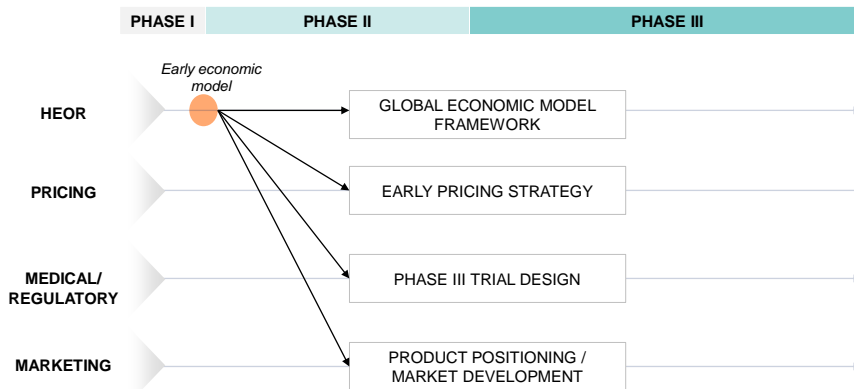 PHASE I
PHASE II
PHASE III
Early economic
model
HEOR
GLOBAL ECONOMIC MODEL
FRAMEWORK
PRICING
EARLY PRICING STRATEGY
MEDICAL/
REGULATORY
PHASE III TRIAL DESIGN
MARKETING
PRODUCT POSITIONING /
MARKET DEVELOPMENT